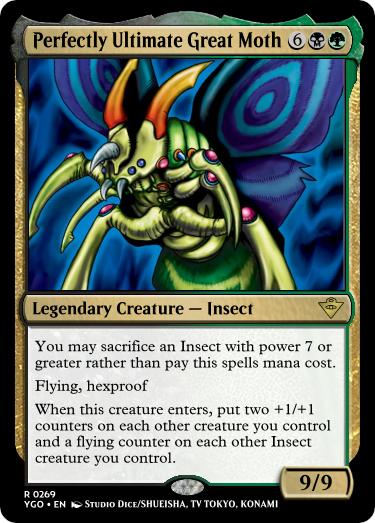 Perfectly Ultimate Great Moth 6
Legendary Creature — Insect
You may sacrifice an Insect with power 7 or
greater rather than pay this spells mana cost.
Flying, hexproof
When this creature enters, put two +1/+1
counters on each other creature you control
and a flying counter on each other Insect
creature you control.
9/9
R 0269
YGO • EN Studio Dice/SHUEISHA, TV TOKYO, KONAMI